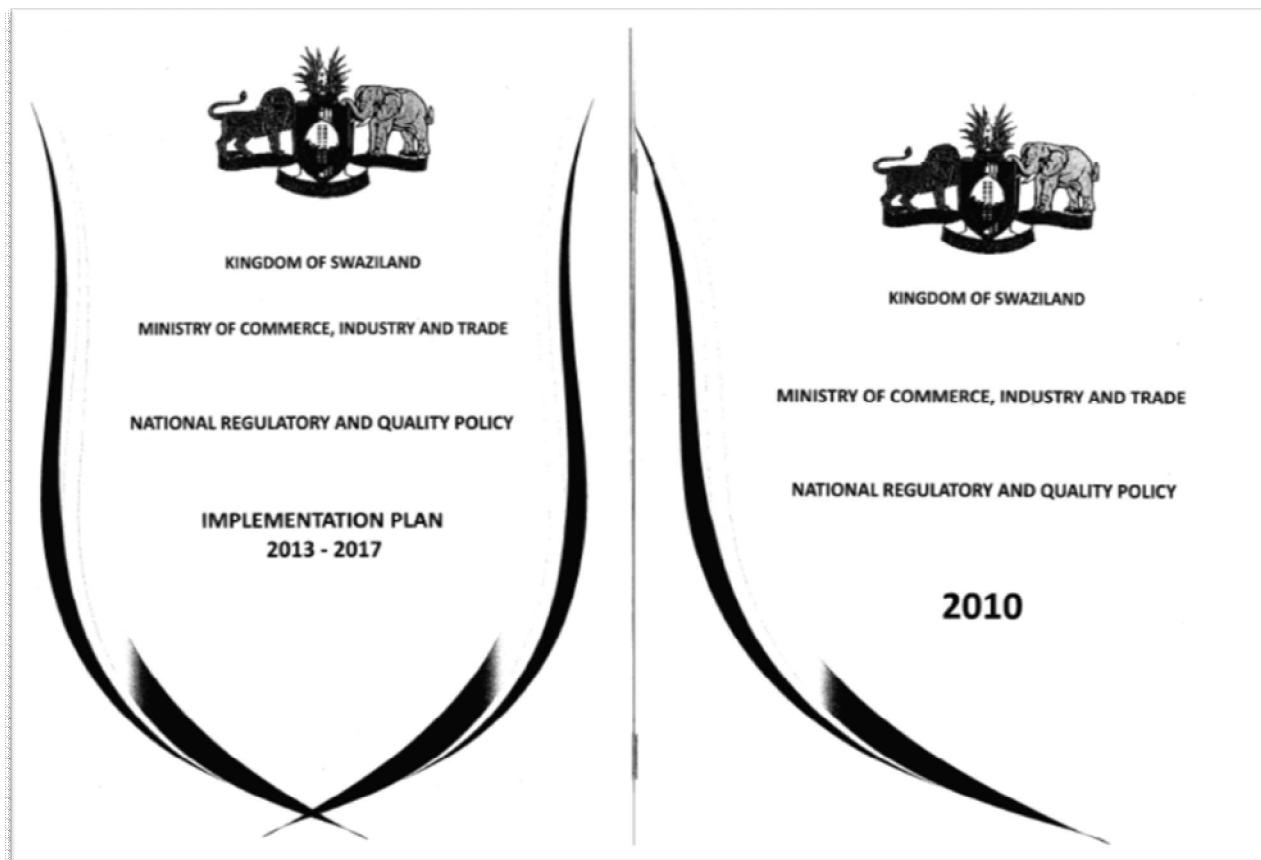 KINGDOM OF SWAZILAND
MINISTRY OF COMMERCE, INDUSTRY AND TRADE
NATIONAL REGULATORY AND QUALITY POLICY
IMPLEMENTATION PLAN
2013 - 2017
KINGDOM OF SWAZILAND
MINISTRY OF COMMERCE, INDUSTRY AND TRADE
NATIONAL REGULATORY AND QUALITY POLICY
2010